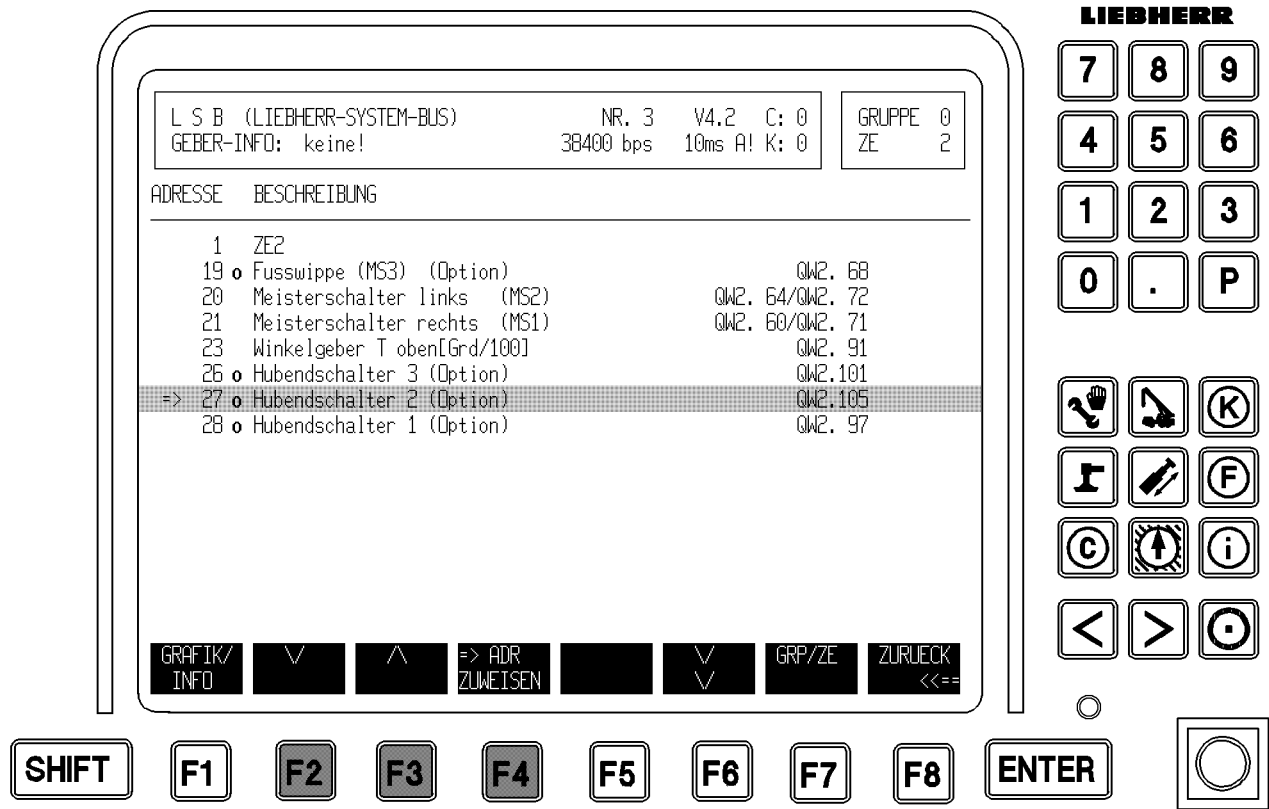 LIEBHERR
L S B (LIEBHERR-SYSTEM-BUS) NR. 3 V4.2 C: 0 GRUPPE 0
GEBER-INFO: keine! 38400 bps 10ms A! K: 0 ZE 2
ADRESSE BESCHREIBUNG
1 ZE2
19 o Fusswippe (MS3) (Option) QW2. 68
20 Meisterschalter links (MS2) QW2. 64/QW2. 72
21 Meisterschalter rechts (MS1) QW2. 60/QW2. 71
23 Winkelgeber T oben[Grd/100] QW2. 91
26 o Hubendschalter 3 (Option) QW2.101
=> 27 o Hubendschalter 2 (Option) QW2.105
28 o Hubendschalter 1 (Option) QW2. 97
GRAFIK/ => ADR GRP/ZE ZURUECK
INFO ZUWEISEN <<==
SHIFT F1 F2 F3 F4 F5 F6 F7 F8 ENTER
7 8 9
4 5 6
1 2 3
0 . P
K
F
C i
< >